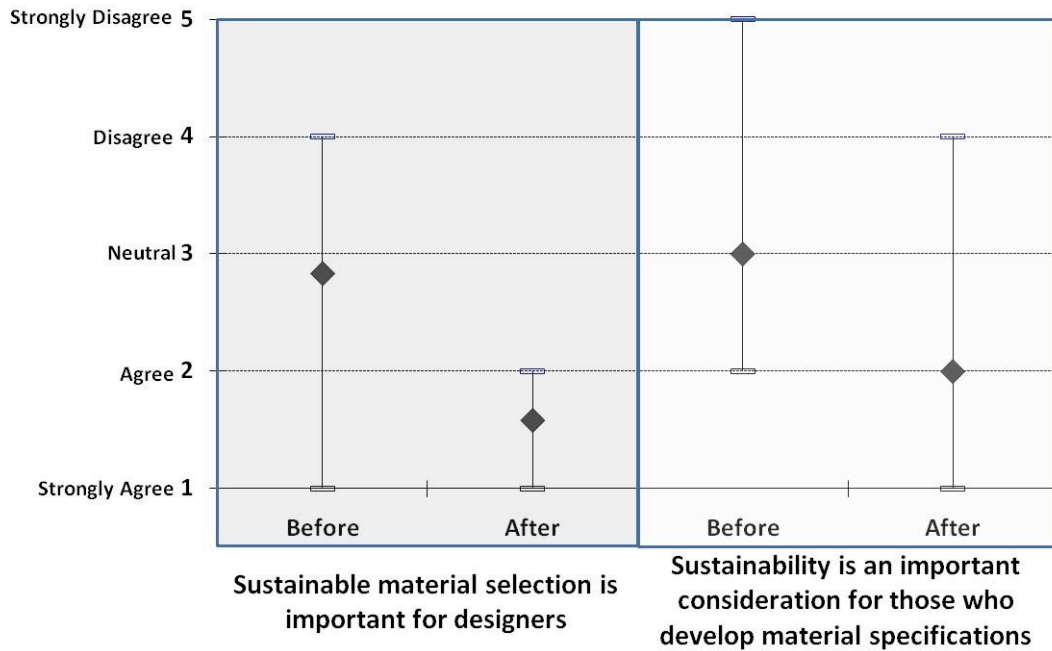 Strongly Disagree 5
Disagree 4
Neutral 3
Agree 2
Strongly Agree 1
Before
After
Before
After
Sustainable material selection is
important for designers
Sustainability is an important
consideration for those who
develop material specifications